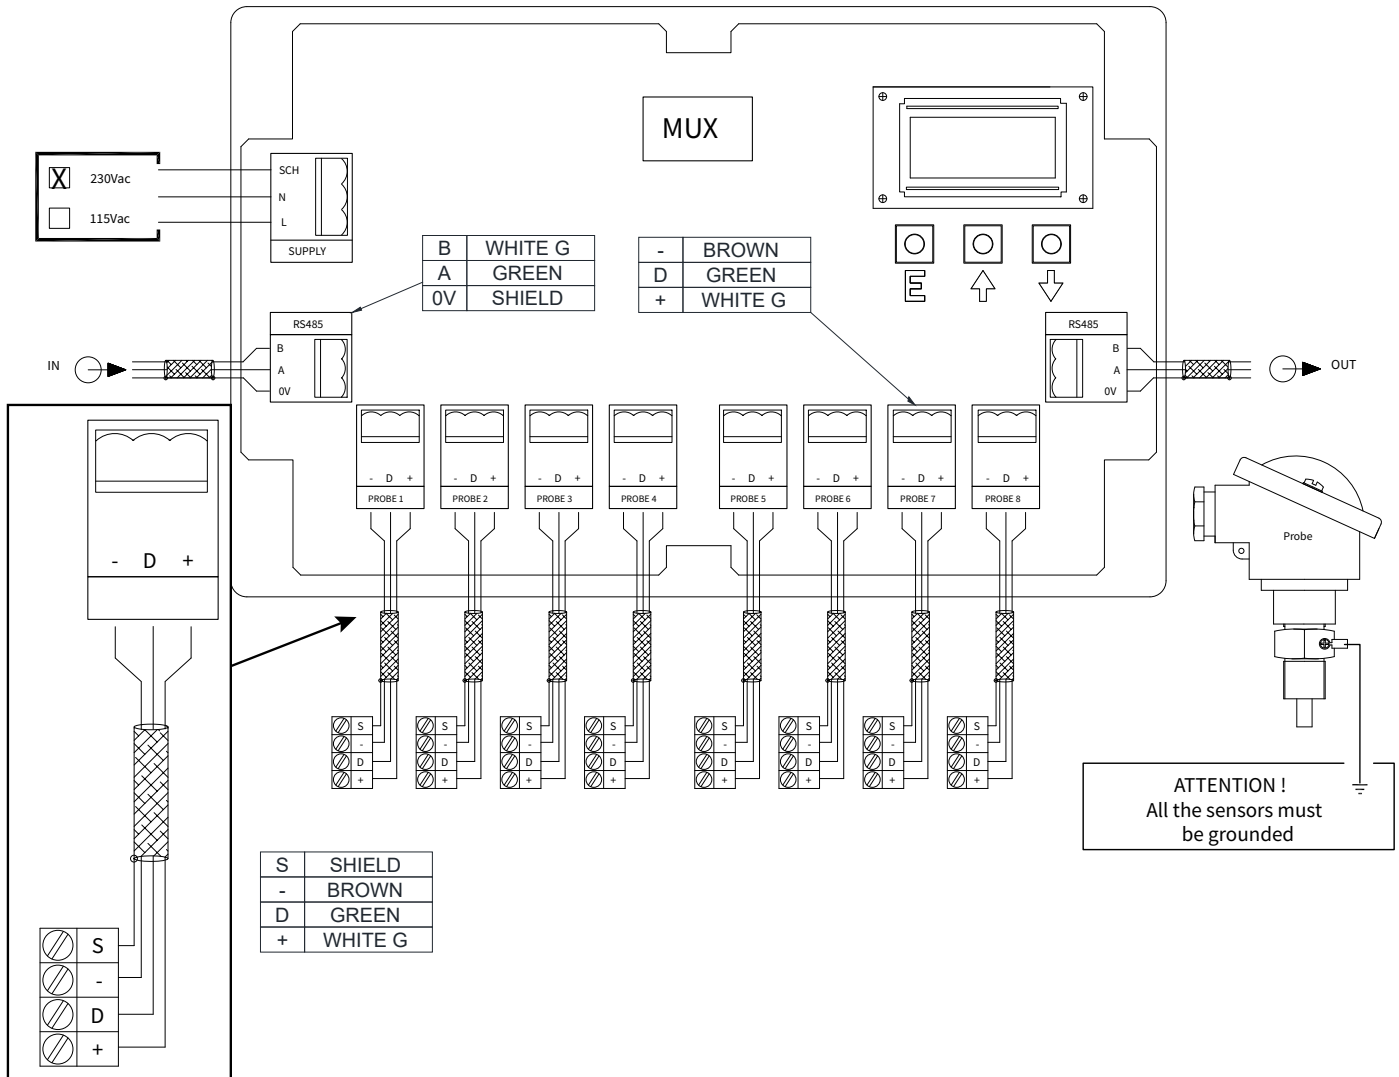 MUX
X 230Vac
115Vac
SCH
N
L
SUPPLY
B WHITE G
A GREEN
0V SHIELD
- BROWN
D GREEN
+ WHITE G
E
RS485
B
A
0V
IN
RS485
B
A
0V
OUT
- D +
PROBE 1
- D +
PROBE 2
- D +
PROBE 3
- D +
PROBE 4
- D +
PROBE 5
- D +
PROBE 6
- D +
PROBE 7
- D +
PROBE 8
- D +
Probe
S
-
D
+
S
-
D
+
S
-
D
+
S
-
D
+
S
-
D
+
S
-
D
+
S
-
D
+
S
-
D
+
ATTENTION !
All the sensors must
be grounded
S SHIELD
- BROWN
D GREEN
+ WHITE G
S
-
D
+